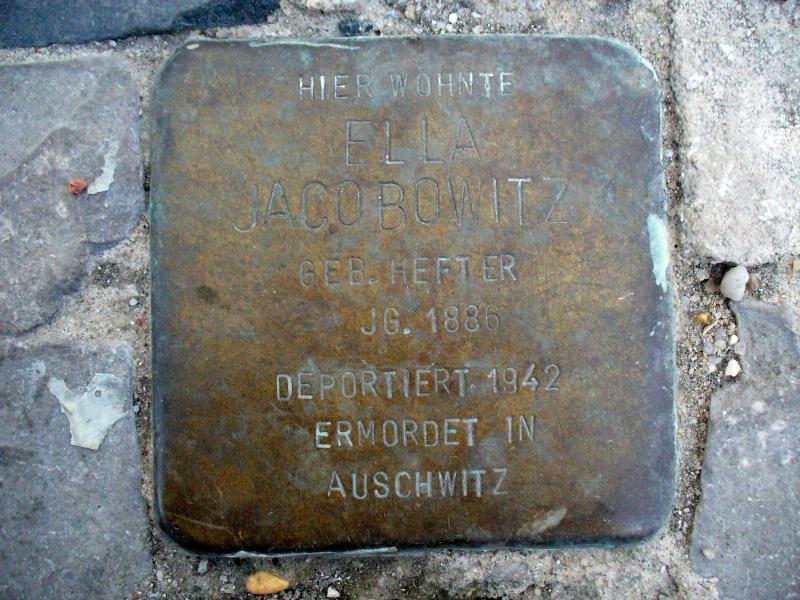 HIER WOHNTE
ELLA
JACOBOWITZ
GEB. HEFTER
JG. 1886
DEPORTIERT 1942
ERMORDET IN
AUSCHWITZ